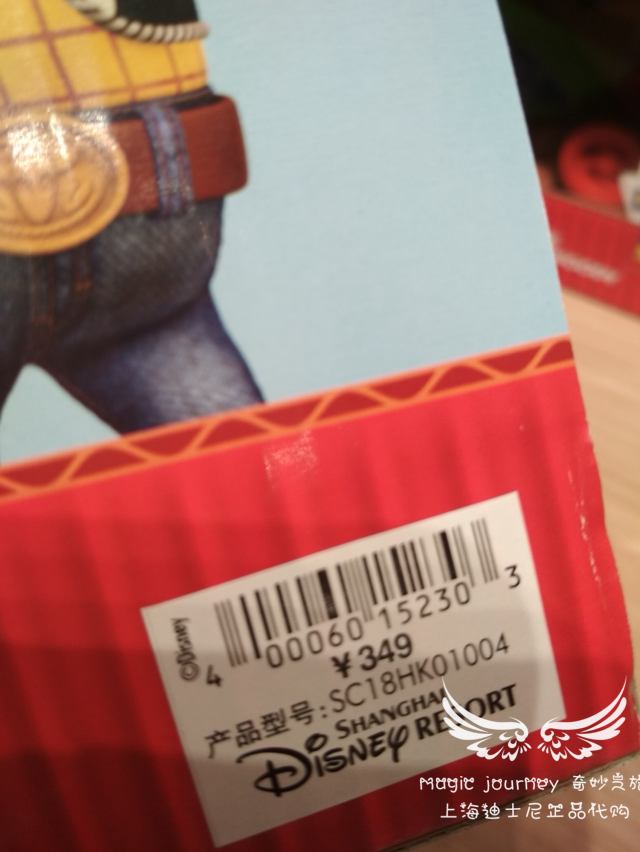 ©Disney
4 00060 15230 3
¥349
产品型号:SC18HK01004
SHANGHAI
DISNEY RESORT
Magic journey 奇妙之旅
上海迪士尼正品代购